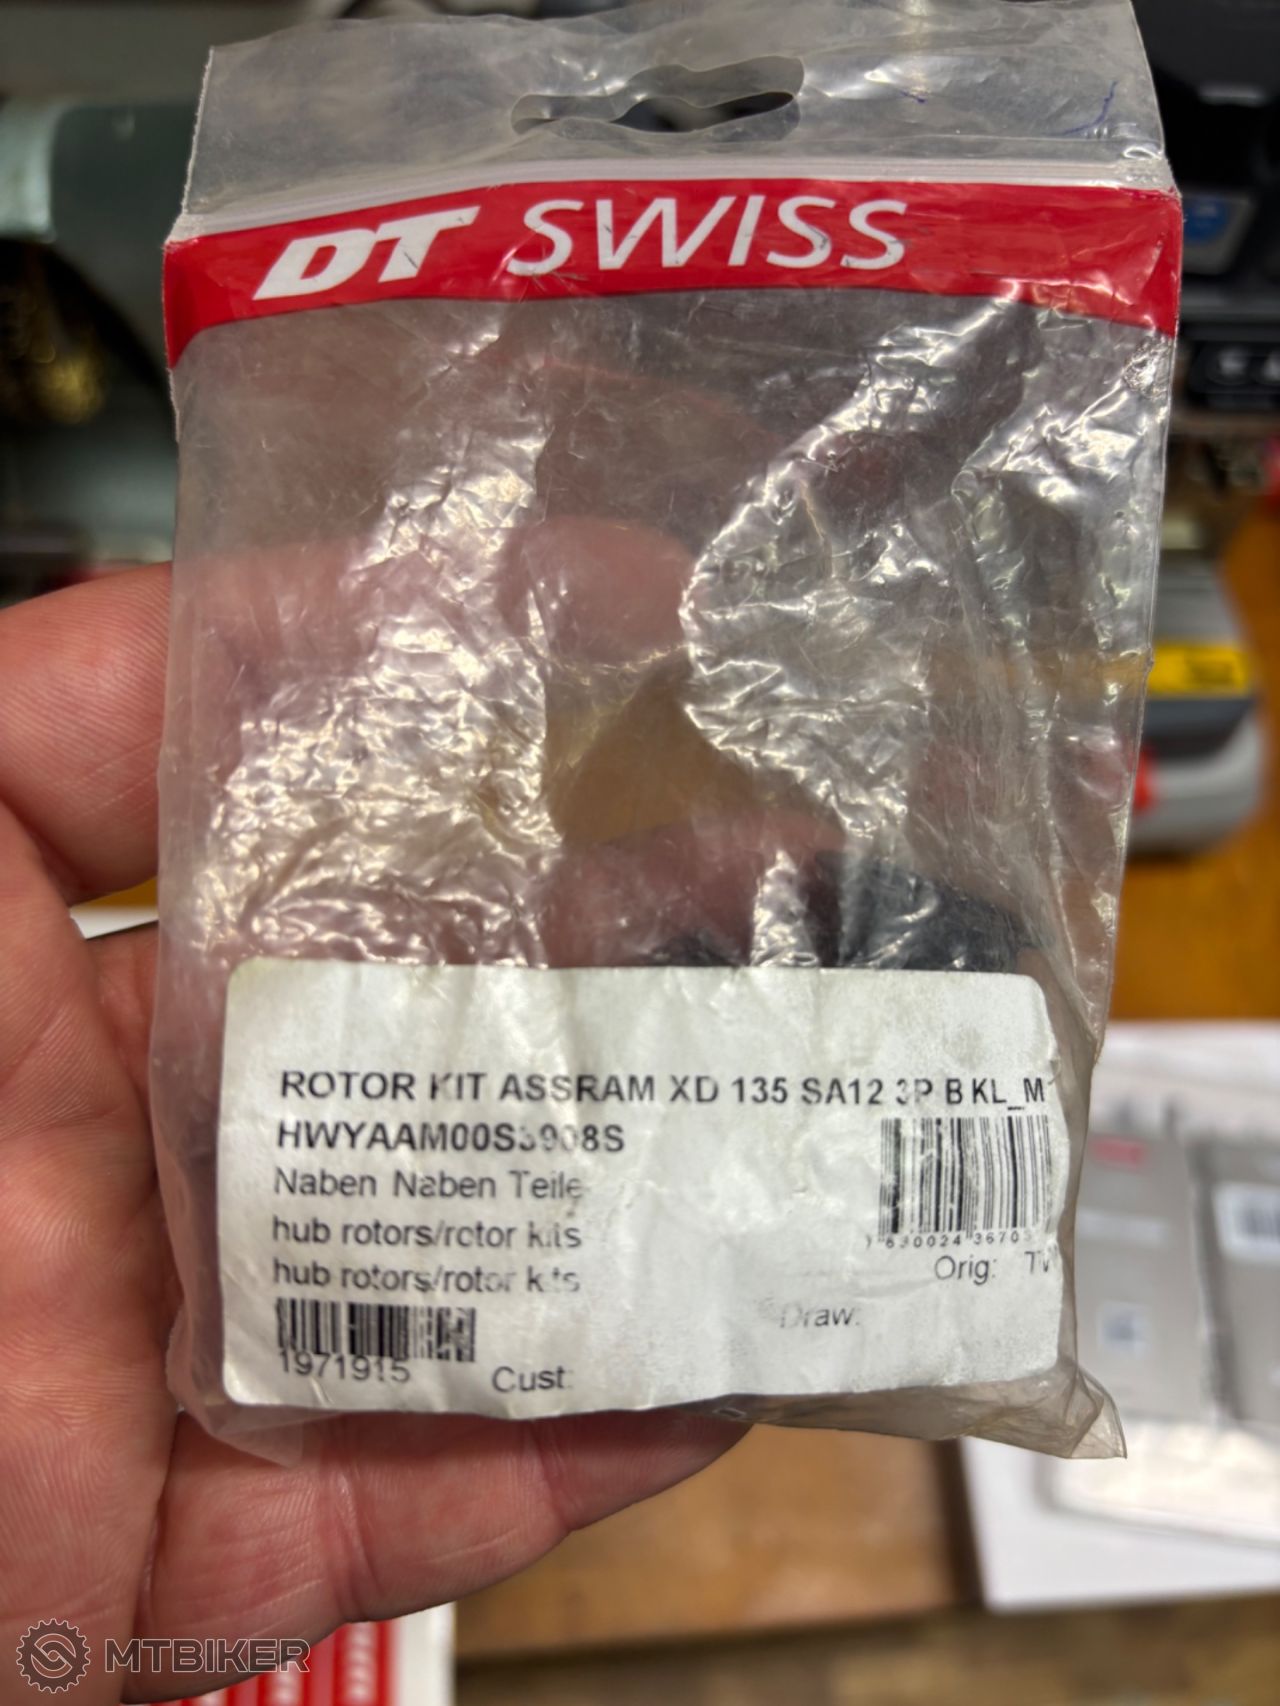 DT SWISS
ROTOR KIT ASSRAM XD 135 SA12 3P B KL_M
HWYAAM00S3908S
Naben Naben Teile
hub rotors/rotor kits
hub rotors/rotor kits
Orig:
Draw:
1971915
Cust:
MTBIKER